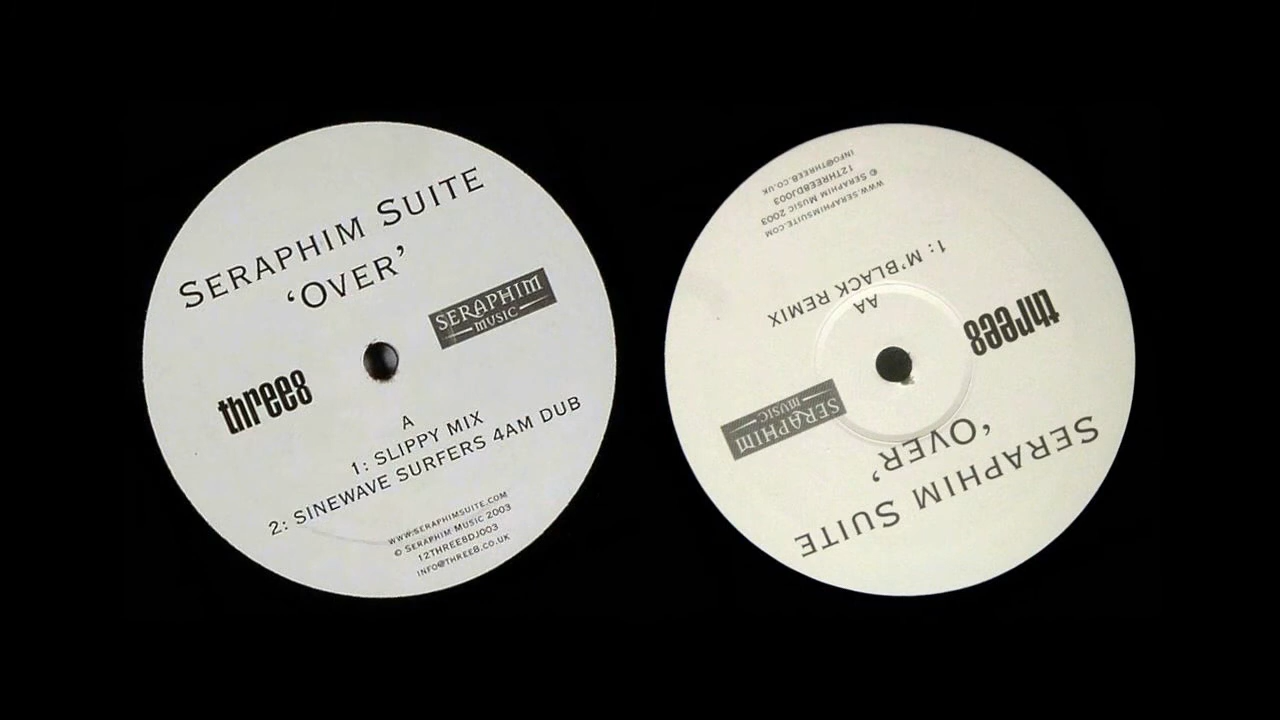 SERAPHIM SUITE
'OVER'
SERAPHIM
MUSIC
three8
A
1: SLIPPY MIX
2: SINEWAVE SURFERS 4AM DUB
WWW.SERAPHIMSUITE.COM
© SERAPHIM MUSIC 2003
12THREE8DJ003
INFO@THREE8.CO.UK
SERAPHIM SUITE
'OVER'
SERAPHIM
MUSIC
three8
AA
1: M'BLACK REMIX
WWW.SERAPHIMSUITE.COM
© SERAPHIM MUSIC 2003
12THREE8DJ003
INFO@THREE8.CO.UK